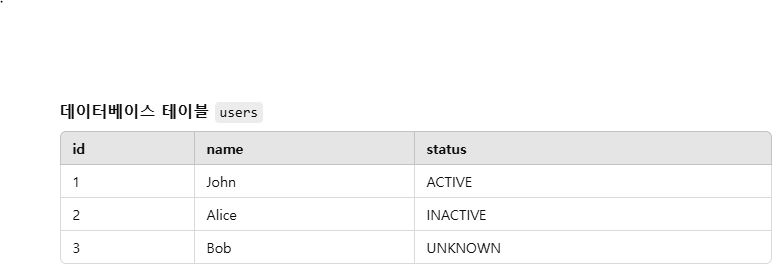 데이터베이스 테이블 users
id name status
1 John ACTIVE
2 Alice INACTIVE
3 Bob UNKNOWN